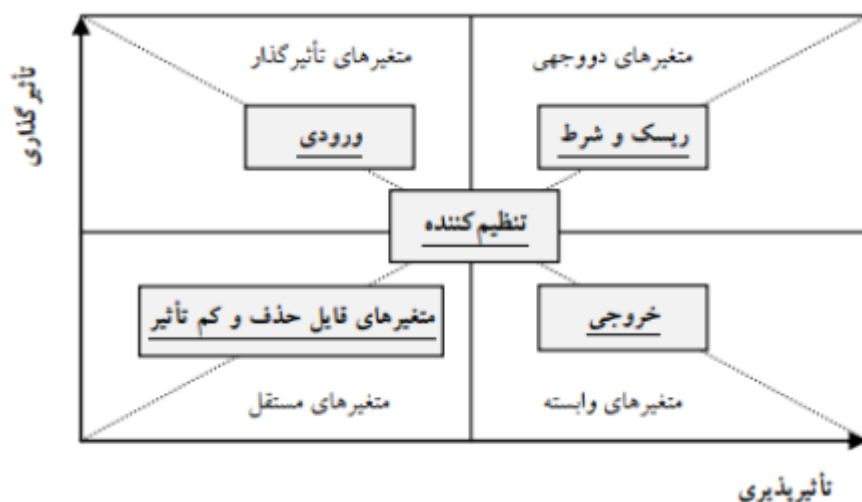 متغیرهای دووجهی
متغیرهای تأثیرگذار
تأثیرگذاری
ریسک و شرط
ورودی
تنظیم‌کننده
خروجی
متغیرهای قایل حذف و کم تأثیر
متغیرهای وابسته
متغیرهای مستقل
تأثیرپذیری